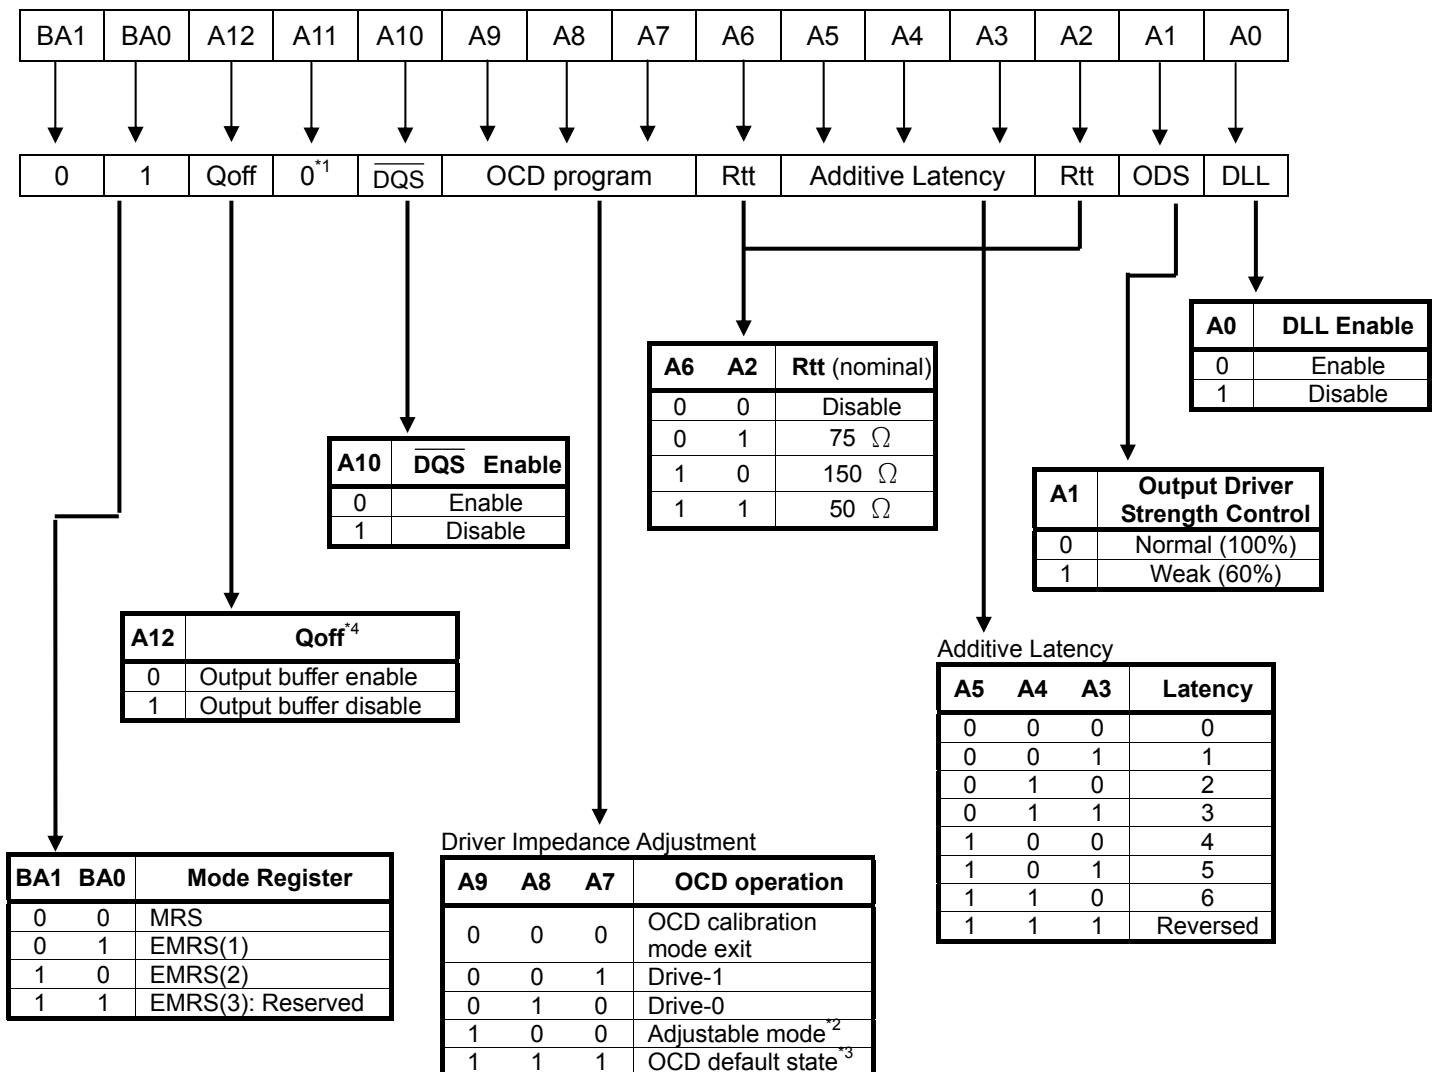 BA1 BA0 A12 A11 A10 A9 A8 A7 A6 A5 A4 A3 A2 A1 A0
0 1 Qoff 0*1 D̅Q̅S̅ OCD program Rtt Additive Latency Rtt ODS DLL
A0 DLL Enable
0 Enable
1 Disable
A6 A2 Rtt (nominal)
0 0 Disable
0 1 75 Ω
1 0 150 Ω
1 1 50 Ω
A10 D̅Q̅S̅ Enable
0 Enable
1 Disable
A1 Output Driver
Strength Control
0 Normal (100%)
1 Weak (60%)
A12 Qoff*4
0 Output buffer enable
1 Output buffer disable
Additive Latency
A5 A4 A3 Latency
0 0 0 0
0 0 1 1
0 1 0 2
0 1 1 3
1 0 0 4
1 0 1 5
1 1 0 6
1 1 1 Reversed
BA1 BA0 Mode Register
0 0 MRS
0 1 EMRS(1)
1 0 EMRS(2)
1 1 EMRS(3): Reserved
Driver Impedance Adjustment
A9 A8 A7 OCD operation
0 0 0 OCD calibration
mode exit
0 0 1 Drive-1
0 1 0 Drive-0
1 0 0 Adjustable mode*2
1 1 1 OCD default state*3